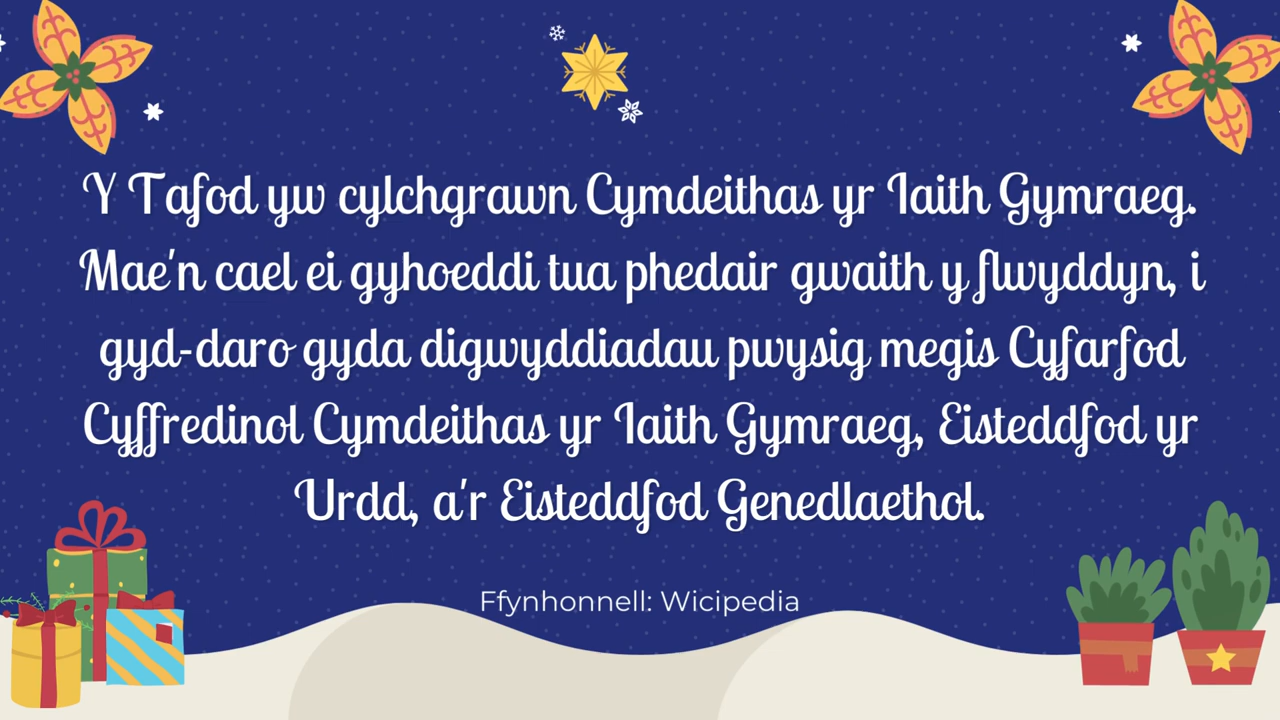 Y Tafod yw cylchgrawn Cymdeithas yr Iaith Gymraeg.
Mae'n cael ei gyhoeddi tua phedair gwaith y flwyddyn, i
gyd-daro gyda digwyddiadau pwysig megis Cyfarfod
Cyffredinol Cymdeithas yr Iaith Gymraeg, Eisteddfod yr
Urdd, a'r Eisteddfod Genedlaethol.
Ffynhonnell: Wicipedia